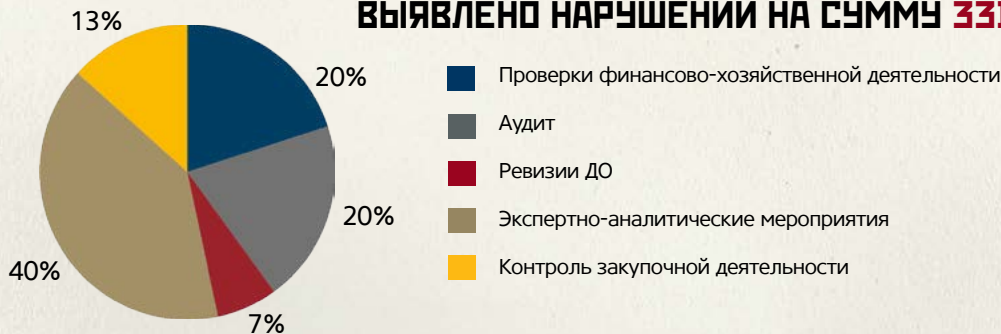 ВЫЯВЛЕНО НАРУШЕНИЙ НА СУММУ
13%
20%
20%
7%
40%
Проверки финансово-хозяйственной деятельности
Аудит
Ревизии ДО
Экспертно-аналитические мероприятия
Контроль закупочной деятельности